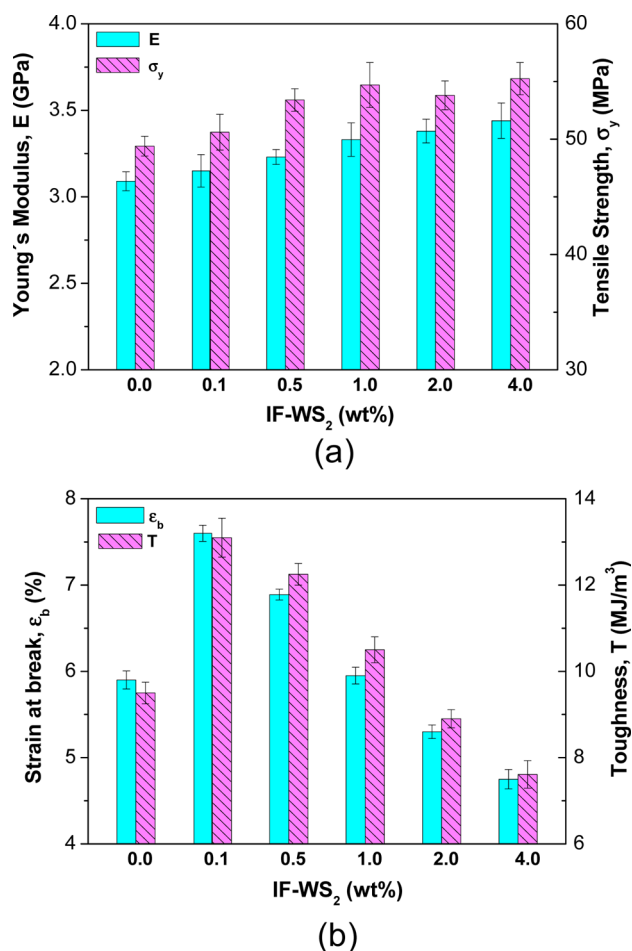 4.0
3.5
3.0
2.5
2.0
Young´s Modulus, E (GPa)
E
σy
60
50
40
30
Tensile Strength, σy (MPa)
0.0 0.1 0.5 1.0 2.0 4.0
IF-WS2 (wt%)
(a)
8
7
6
5
4
Strain at break, εb (%)
εb
T
14
12
10
8
6
Toughness, T (MJ/m³)
0.0 0.1 0.5 1.0 2.0 4.0
IF-WS2 (wt%)
(b)